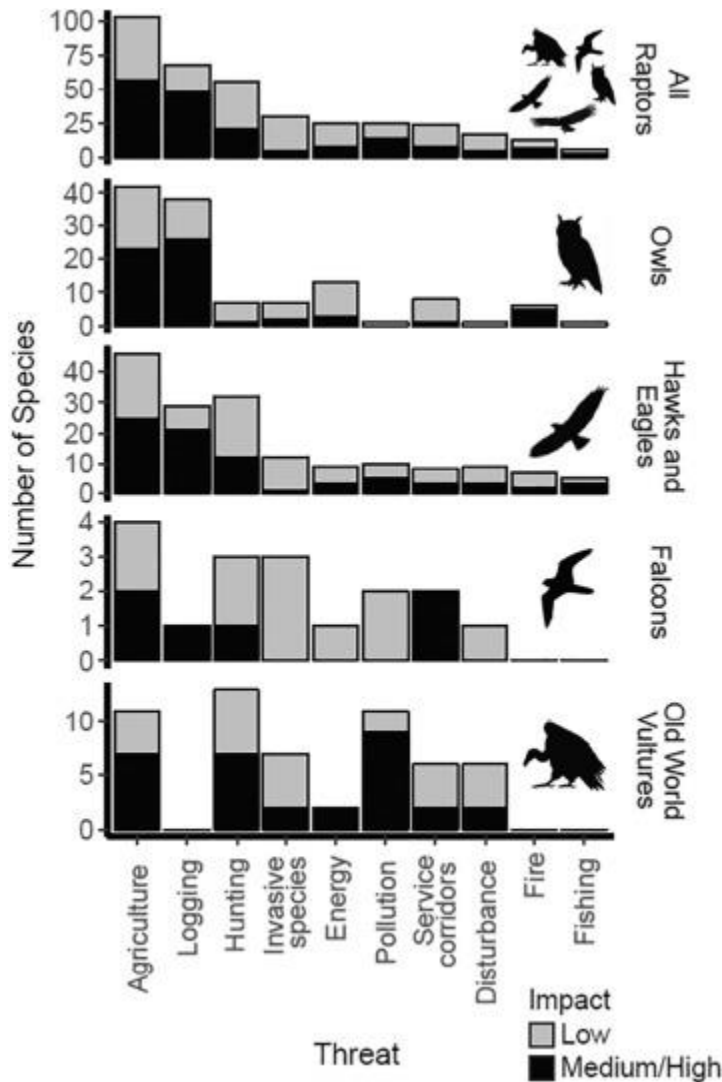 Number of Species
100
75
50
25
0
All
Raptors
40
30
20
10
0
Owls
40
30
20
10
0
Hawks and
Eagles
4
3
2
1
0
Falcons
10
5
0
Old World
Vultures
Agriculture
Logging
Hunting
Invasive
species
Energy
Pollution
Service
corridors
Disturbance
Fire
Fishing
Threat
Impact
Low
Medium/High